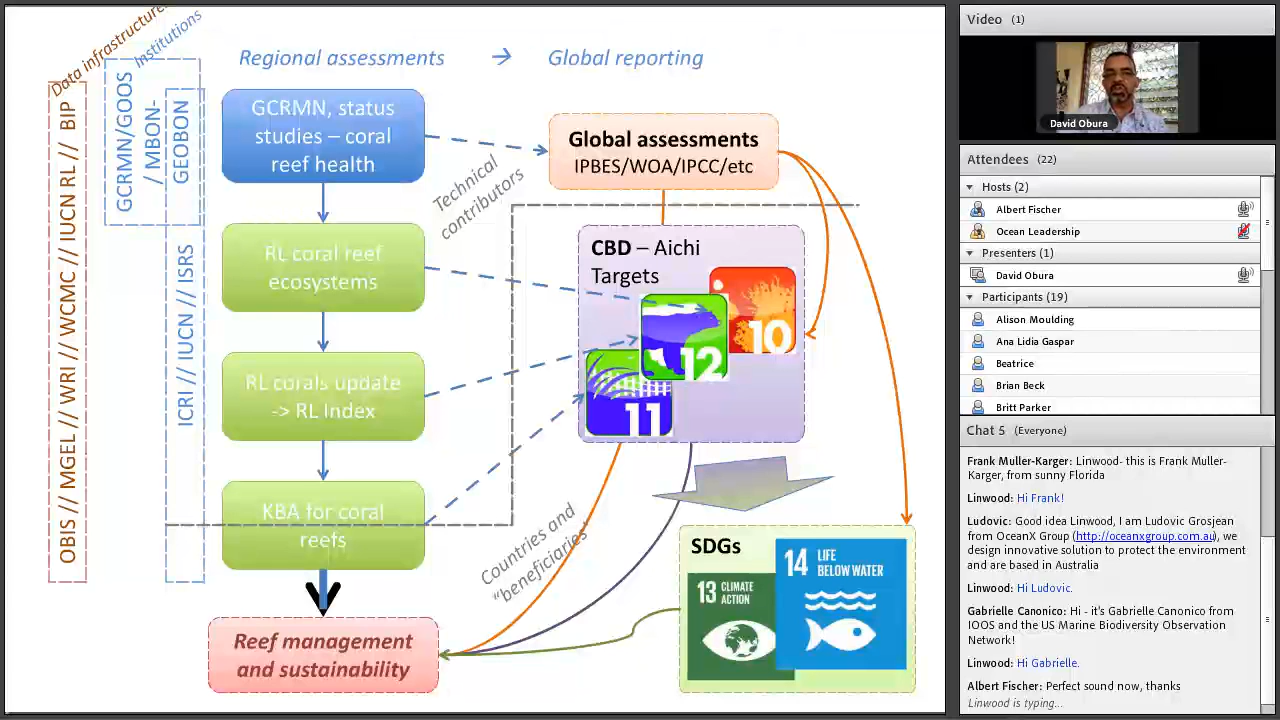 Data infrastructures
Institutions
OBIS // MGEL // WRI // WCMC // IUCN RL // BIP
GCRMN/GOOS
/ MBON-
GEOBON
ICRI // IUCN // ISRS
Regional assessments → Global reporting
GCRMN, status
studies – coral
reef health
RL coral reef
ecosystems
RL corals update
-> RL Index
KBA for coral
reefs
Reef management
and sustainability
Technical
contributors
Global assessments
IPBES/WOA/IPCC/etc
CBD – Aichi
Targets
10
12
11
Countries and
“beneficiaries’
SDGs
13 CLIMATE
ACTION
14 LIFE
BELOW WATER
Video (1)
David Obura
Attendees (22)
Hosts (2)
Albert Fischer
Ocean Leadership
Presenters (1)
David Obura
Participants (19)
Alison Moulding
Ana Lidia Gaspar
Beatrice
Brian Beck
Britt Parker
Chat 5 (Everyone)
Frank Muller-Karger: Linwood- this is Frank Muller-
Karger, from sunny Florida
Linwood: Hi Frank!
Ludovic: Good idea Linwood, I am Ludovic Grosjean
from OceanX Group (http://oceanxgroup.com.au), we
design innovative solution to protect the environment
and are based in Australia
Linwood: Hi Ludovic.
Gabrielle Canonico: Hi - it's Gabrielle Canonico from
IOOS and the US Marine Biodiversity Observation
Network!
Linwood: Hi Gabrielle.
Albert Fischer: Perfect sound now, thanks
Linwood is typing...